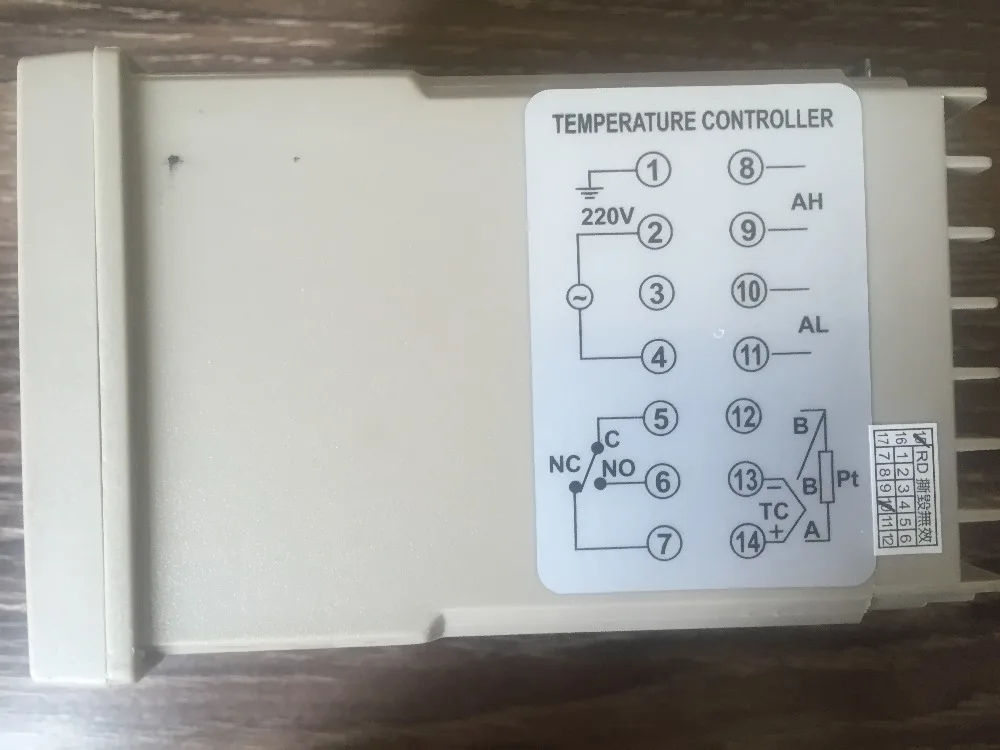 TEMPERATURE CONTROLLER
1 8
220V AH
2 9
~
3 10
AL
4 11
5 12
C B
NC NO
6 13 − B Pt
TC
7 14 + A
RD 撕毀無效
16 1 2 3 4 5 6
17 7 8 9 10 11 12